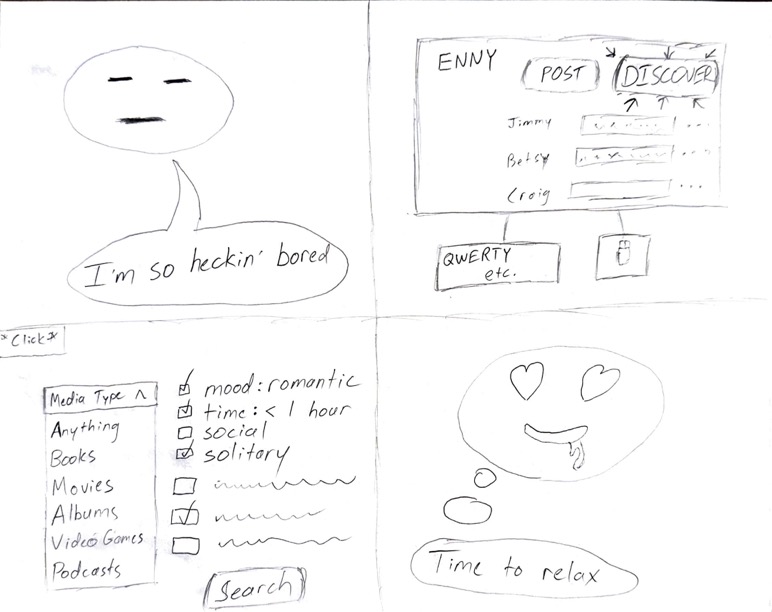 I'm so heckin' bored
ENNY
POST
DISCOVER
Jimmy
Betsy
Craig
QWERTY
etc.
*Click*
Media Type ^
Anything
Books
Movies
Albums
Video Games
Podcasts
mood: romantic
time: < 1 hour
social
solitary
Search
Time to relax